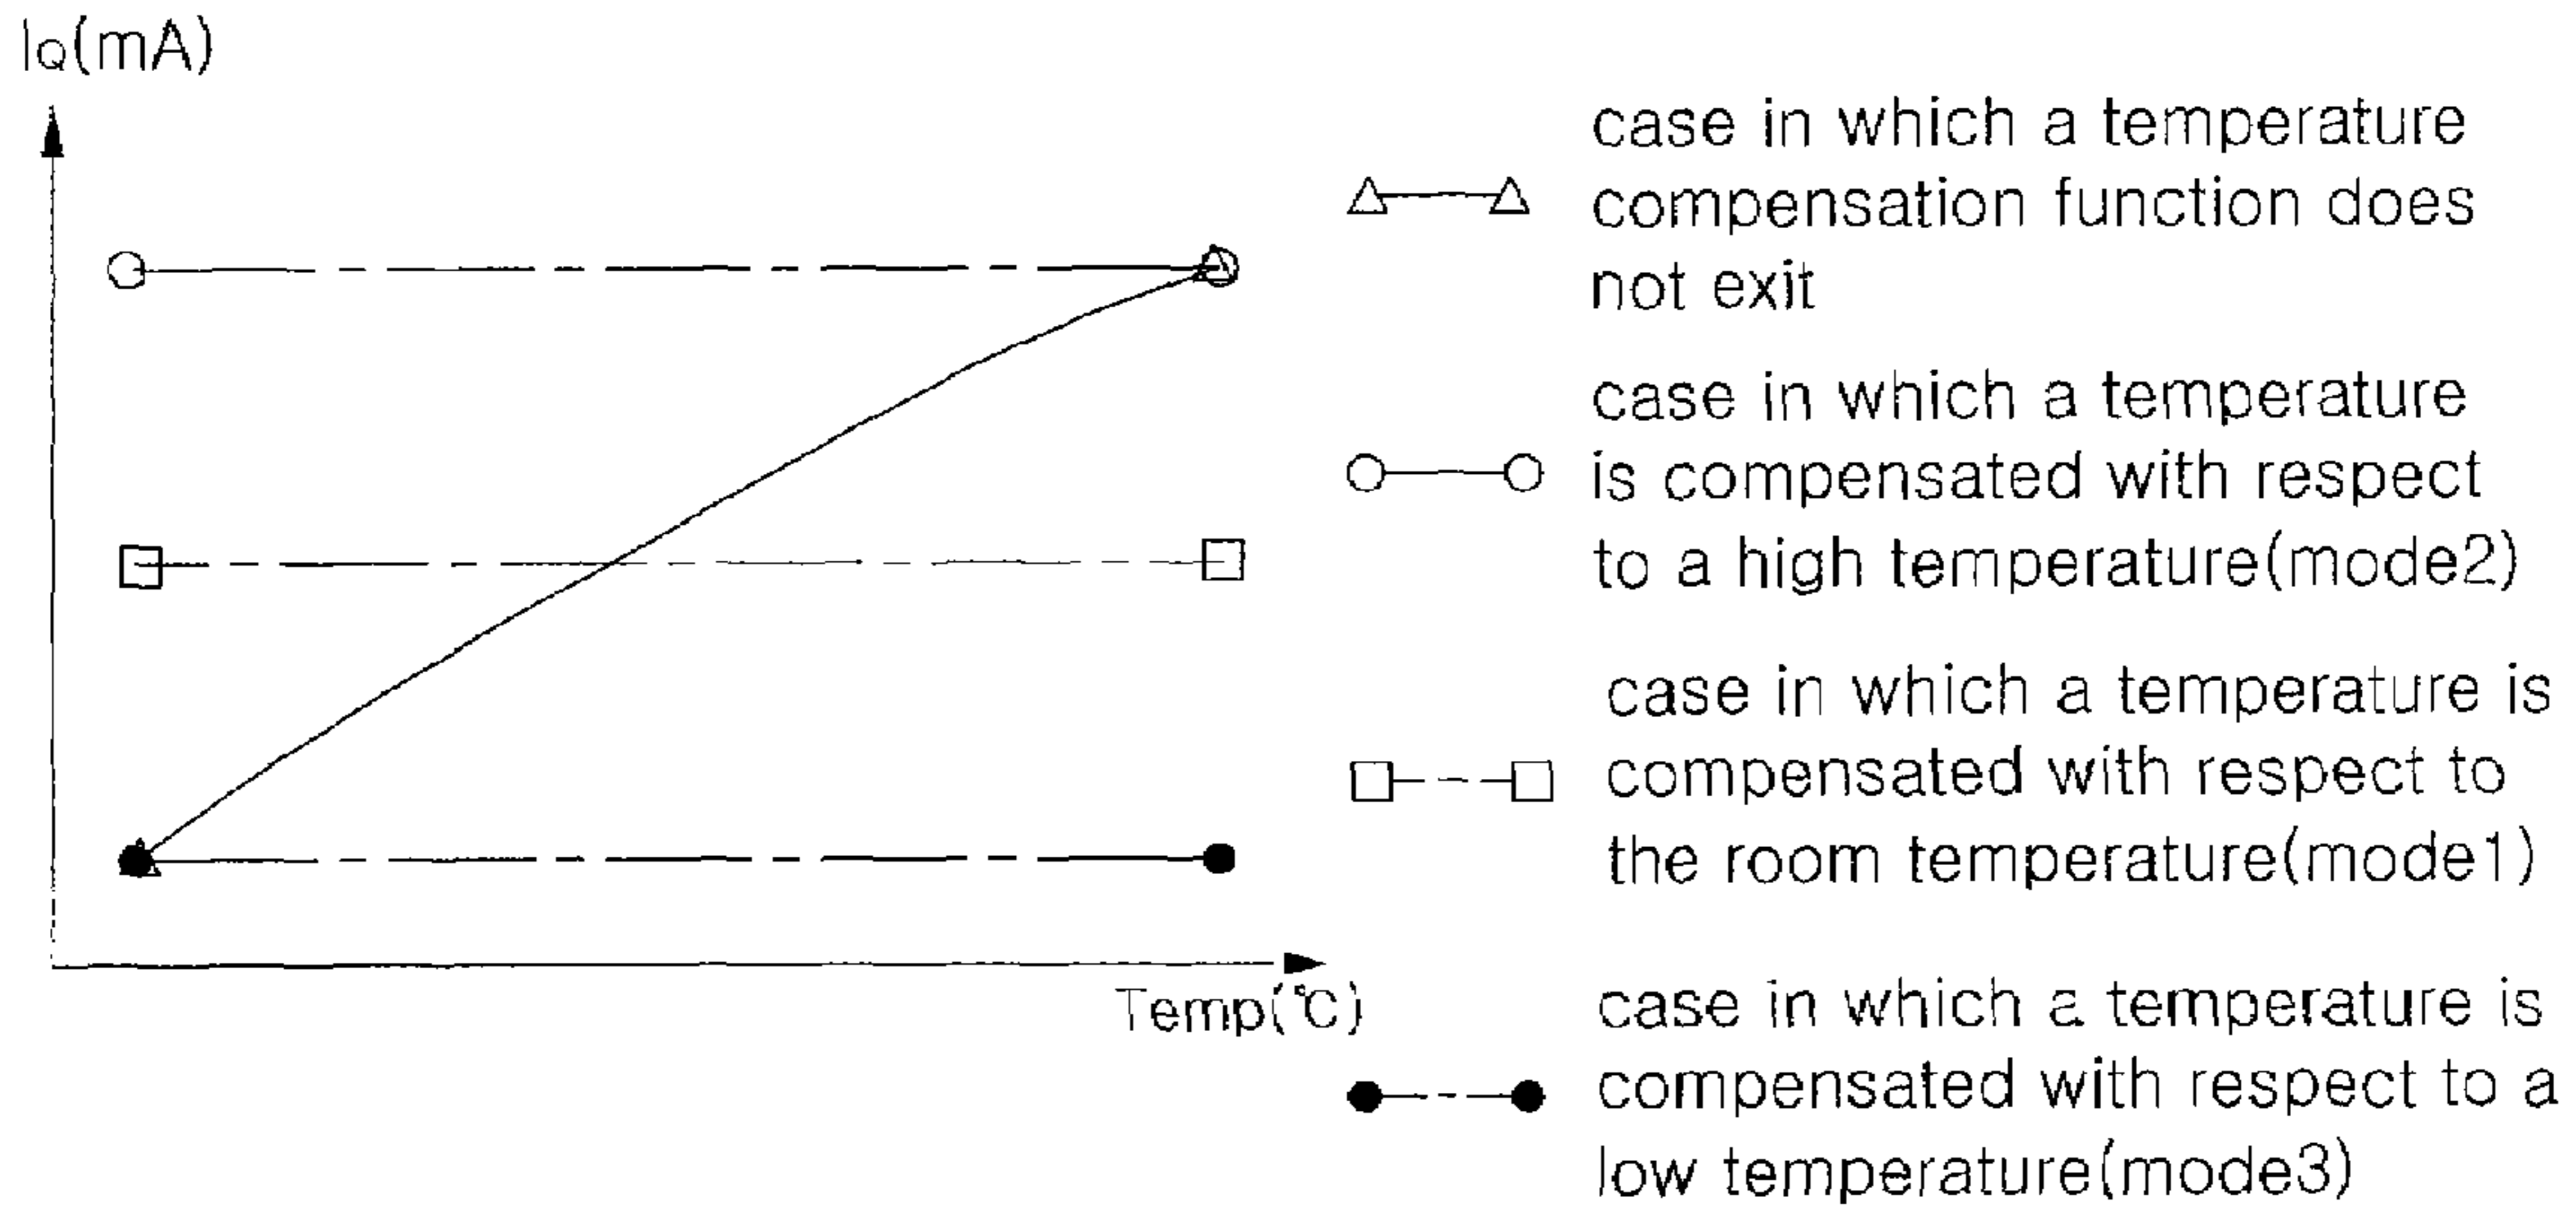 IQ(mA)
case in which a temperature
compensation function does
not exit
case in which a temperature
is compensated with respect
to a high temperature(mode2)
case in which a temperature is
compensated with respect to
the room temperature(mode1)
Temp(℃)
case in which a temperature is
compensated with respect to a
low temperature(mode3)